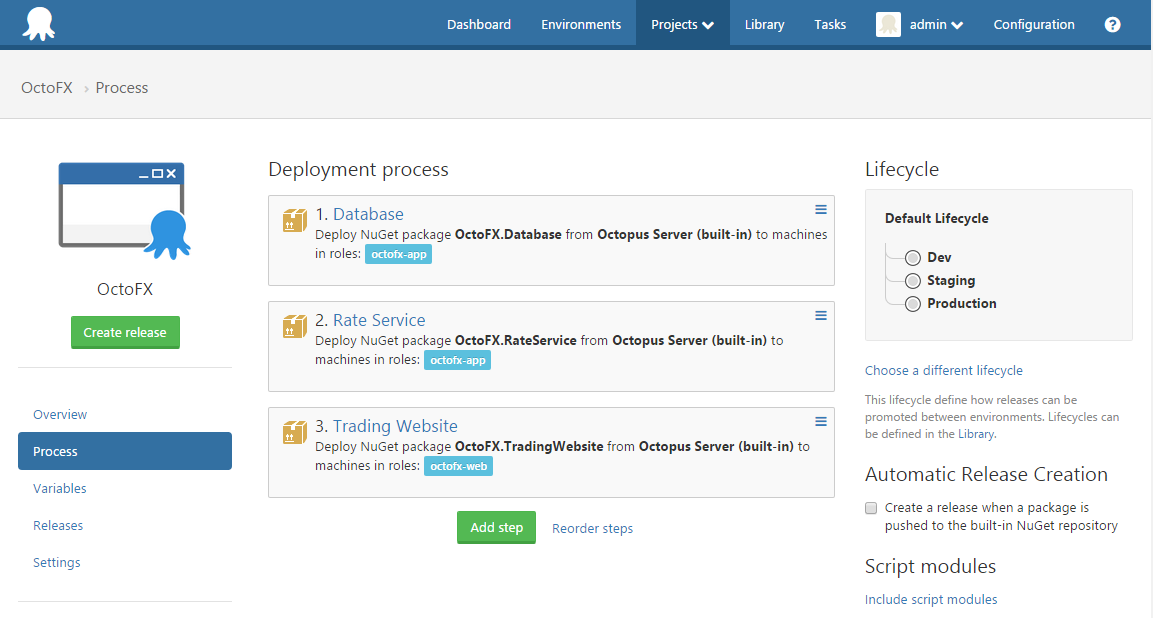 Dashboard Environments Projects Library Tasks admin Configuration ?
OctoFX › Process
OctoFX
Create release
Overview
Process
Variables
Releases
Settings
Deployment process
1. Database
Deploy NuGet package OctoFX.Database from Octopus Server (built-in) to machines
in roles: octofx-app
2. Rate Service
Deploy NuGet package OctoFX.RateService from Octopus Server (built-in) to
machines in roles: octofx-app
3. Trading Website
Deploy NuGet package OctoFX.TradingWebsite from Octopus Server (built-in) to
machines in roles: octofx-web
Add step Reorder steps
Lifecycle
Default Lifecycle
Dev
Staging
Production
Choose a different lifecycle
This lifecycle define how releases can be
promoted between environments. Lifecycles can
be defined in the Library.
Automatic Release Creation
Create a release when a package is
pushed to the built-in NuGet repository
Script modules
Include script modules